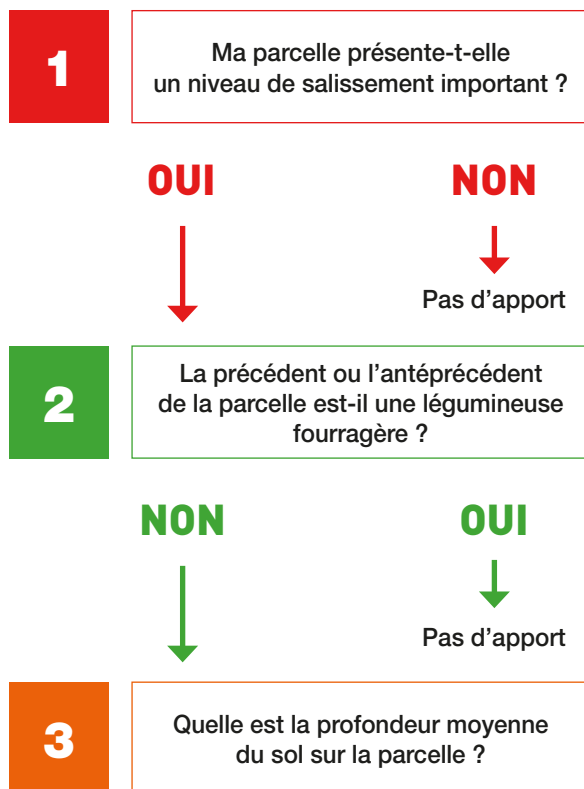 1
Ma parcelle présente-t-elle
un niveau de salissement important ?
OUI
NON
Pas d'apport
2
La précédent ou l'antéprécédent
de la parcelle est-il une légumineuse
fourragère ?
NON
OUI
Pas d'apport
3
Quelle est la profondeur moyenne
du sol sur la parcelle ?